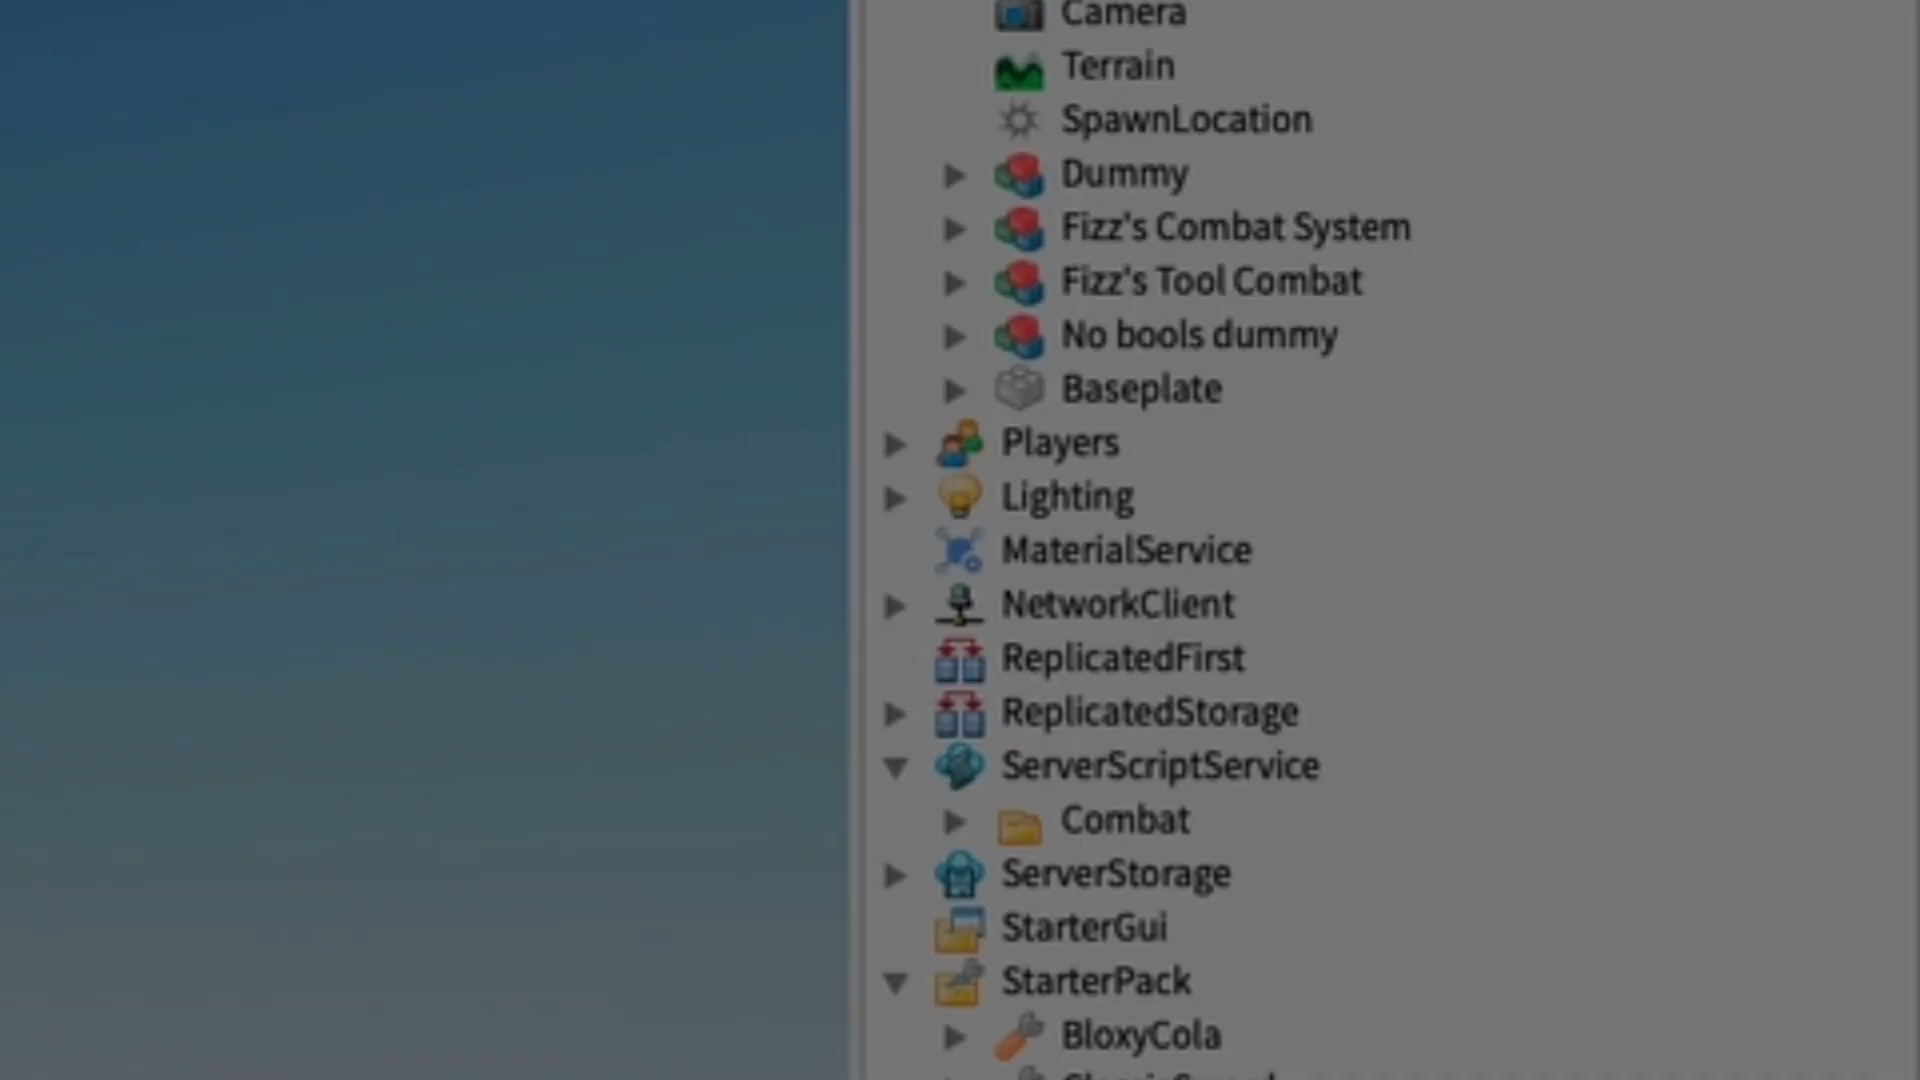 Camera
Terrain
SpawnLocation
Dummy
Fizz's Combat System
Fizz's Tool Combat
No bools dummy
Baseplate
Players
Lighting
MaterialService
NetworkClient
ReplicatedFirst
ReplicatedStorage
ServerScriptService
Combat
ServerStorage
StarterGui
StarterPack
BloxyCola